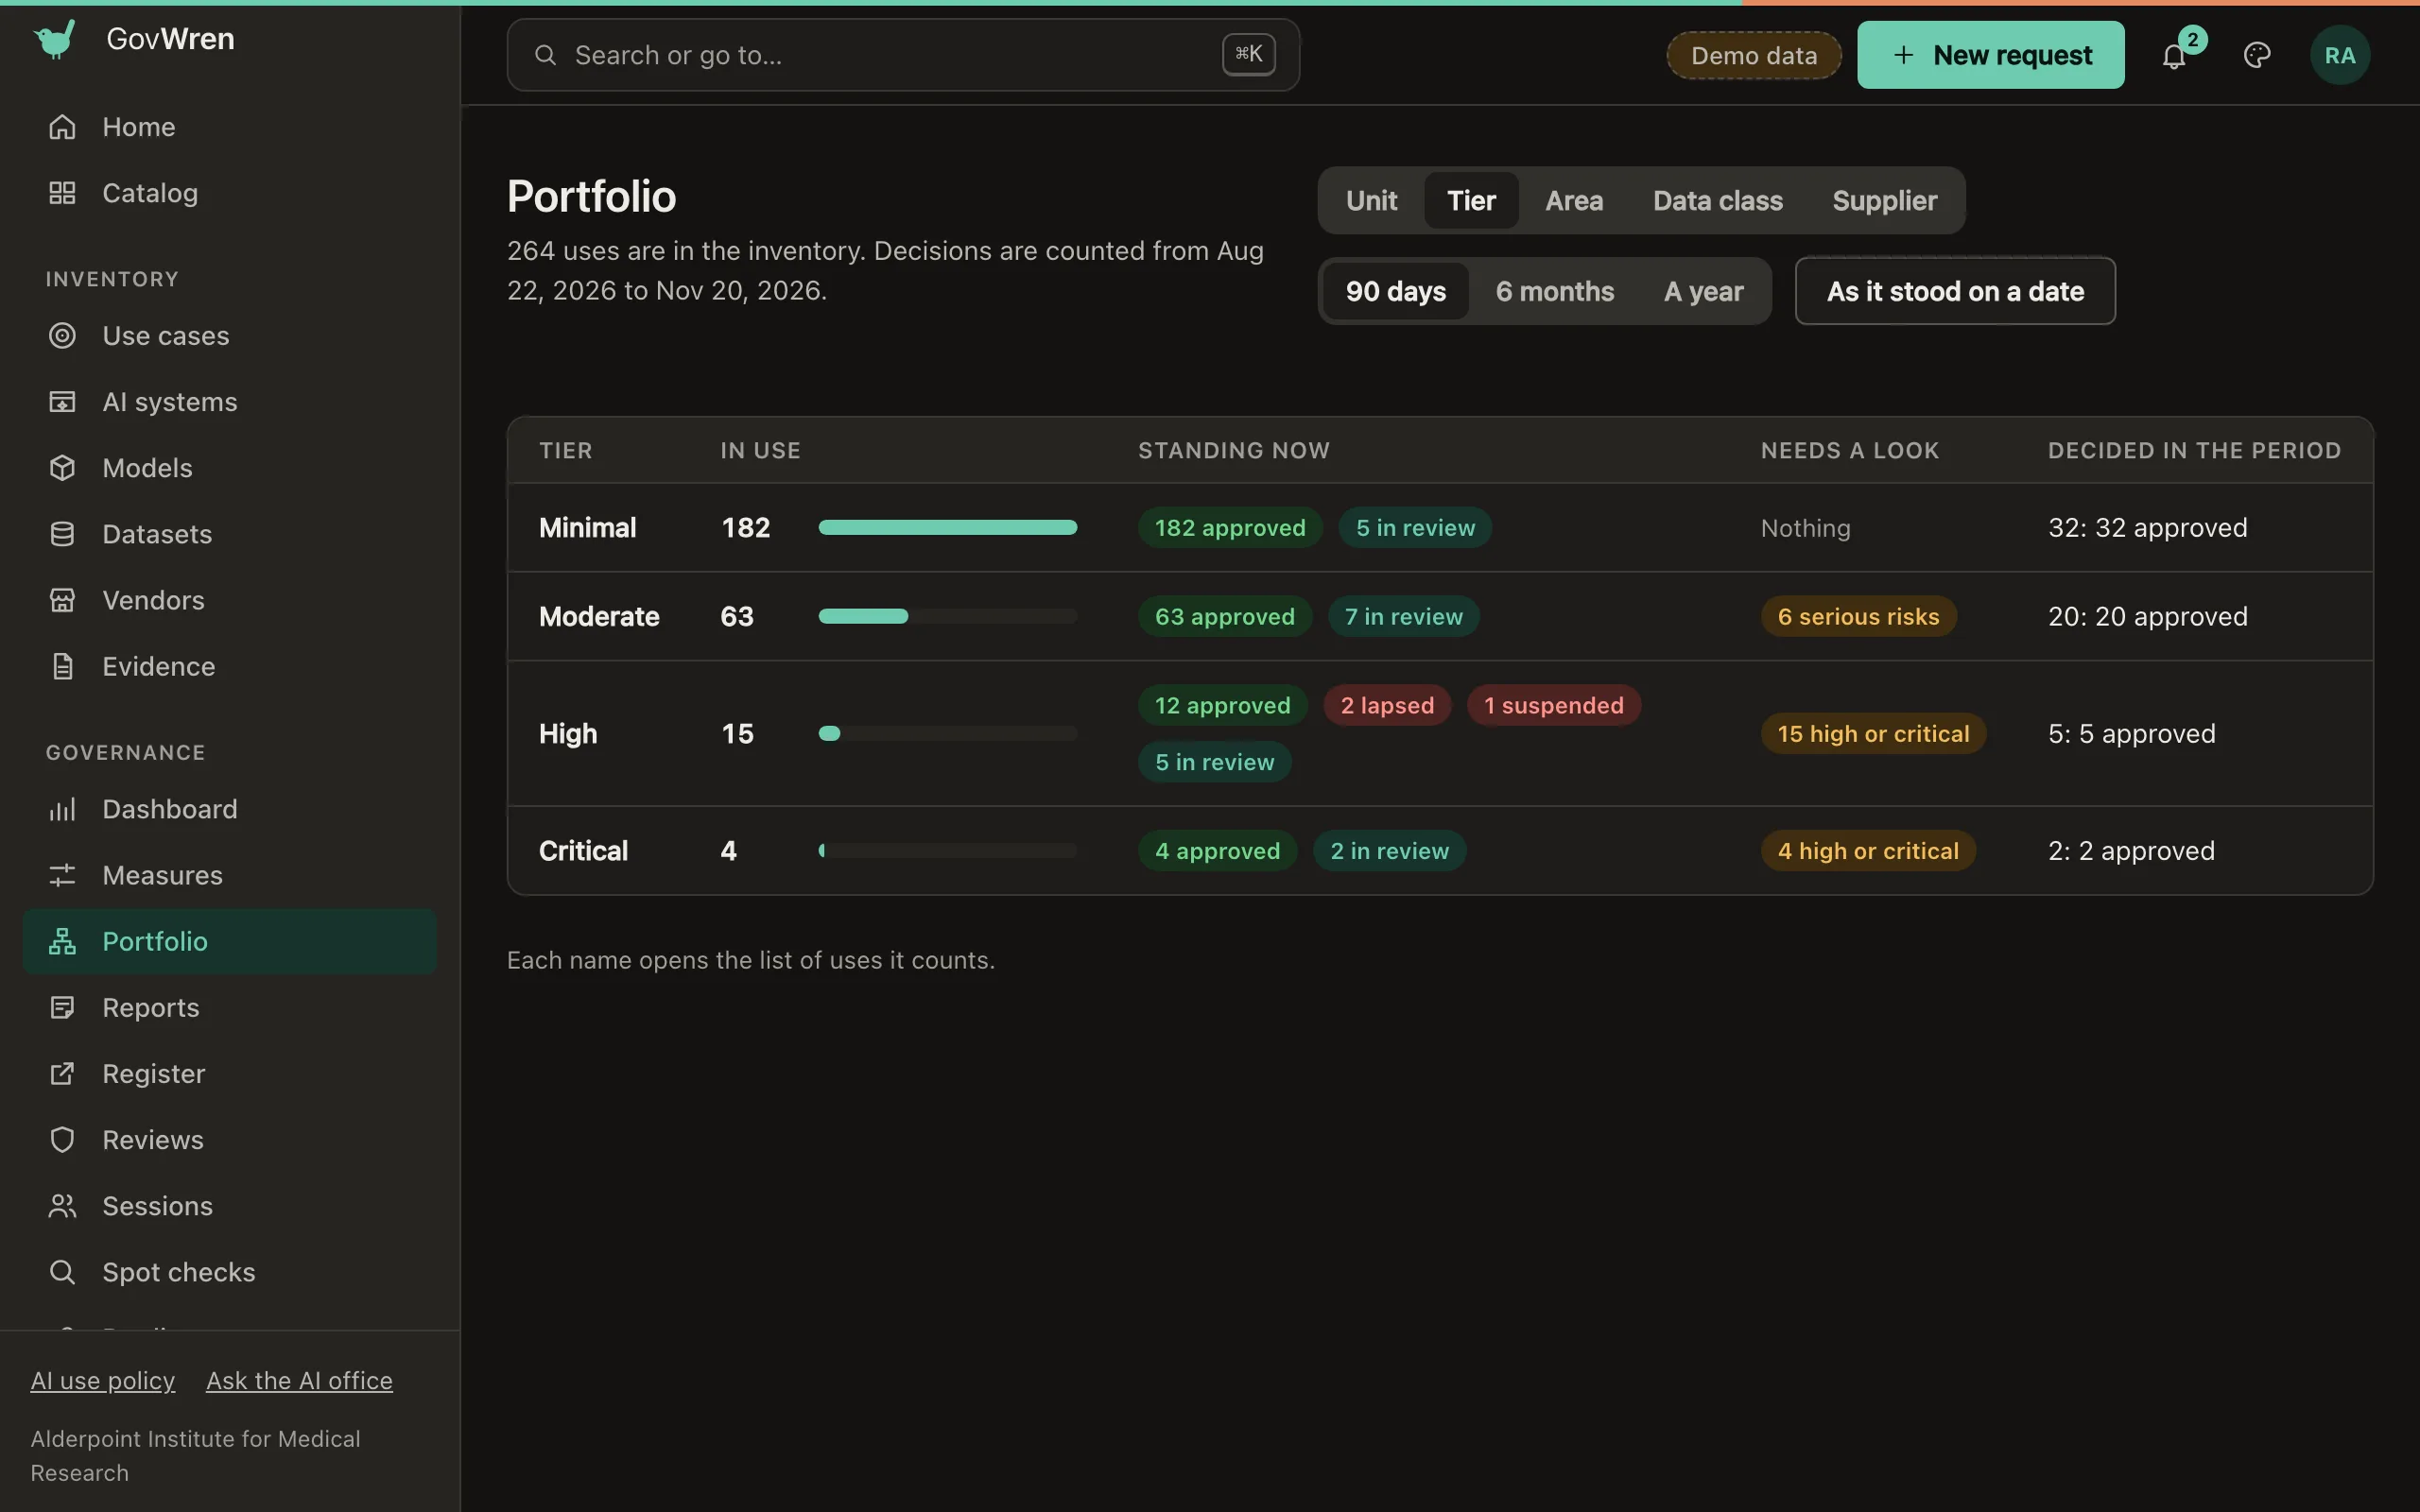 GovWren
Search or go to...
⌘K
Demo data
+ New request
2
RA
Home
Catalog
INVENTORY
Use cases
AI systems
Models
Datasets
Vendors
Evidence
GOVERNANCE
Dashboard
Measures
Portfolio
Reports
Register
Reviews
Sessions
Spot checks
AI use policy
Ask the AI office
Alderpoint Institute for Medical
Research
Portfolio
264 uses are in the inventory. Decisions are counted from Aug
22, 2026 to Nov 20, 2026.
Unit Tier Area Data class Supplier
90 days 6 months A year
As it stood on a date
TIER IN USE STANDING NOW NEEDS A LOOK DECIDED IN THE PERIOD
Minimal 182 182 approved 5 in review Nothing 32: 32 approved
Moderate 63 63 approved 7 in review 6 serious risks 20: 20 approved
High 15 12 approved 2 lapsed 1 suspended 15 high or critical 5: 5 approved
5 in review
Critical 4 4 approved 2 in review 4 high or critical 2: 2 approved
Each name opens the list of uses it counts.